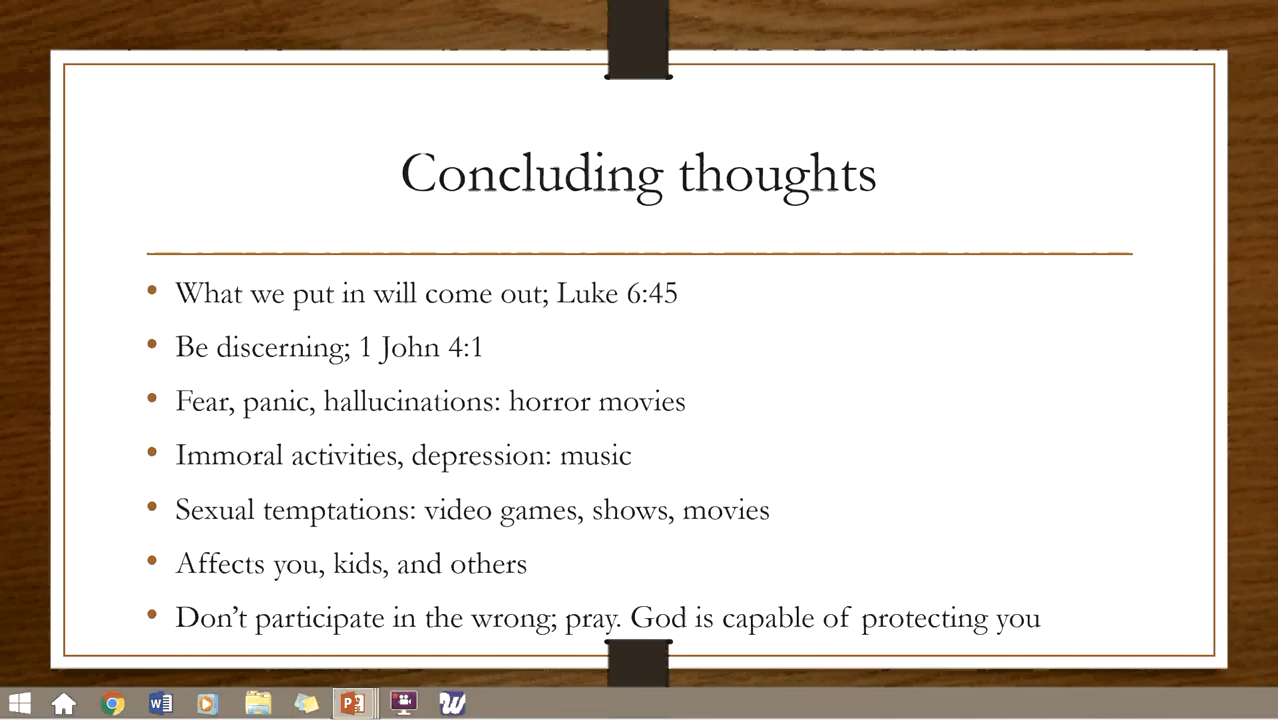 Concluding thoughts
What we put in will come out; Luke 6:45
Be discerning; 1 John 4:1
Fear, panic, hallucinations: horror movies
Immoral activities, depression: music
Sexual temptations: video games, shows, movies
Affects you, kids, and others
Don’t participate in the wrong; pray. God is capable of protecting you